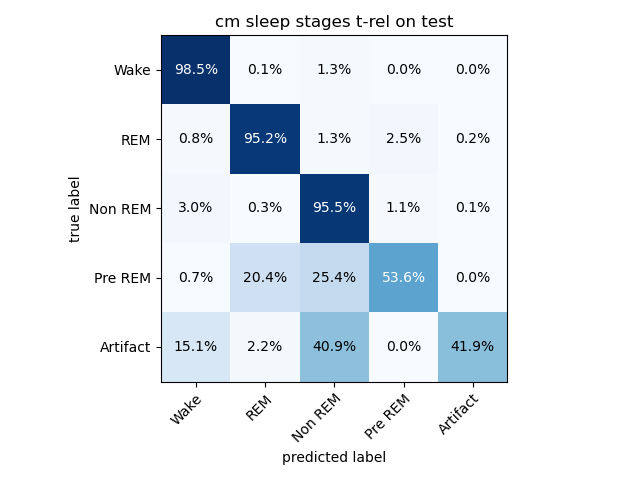 cm sleep stages t-rel on test
Wake 98.5% 0.1% 1.3% 0.0% 0.0%
REM 0.8% 95.2% 1.3% 2.5% 0.2%
Non REM 3.0% 0.3% 95.5% 1.1% 0.1%
Pre REM 0.7% 20.4% 25.4% 53.6% 0.0%
Artifact 15.1% 2.2% 40.9% 0.0% 41.9%
true label
Wake REM Non REM Pre REM Artifact
predicted label